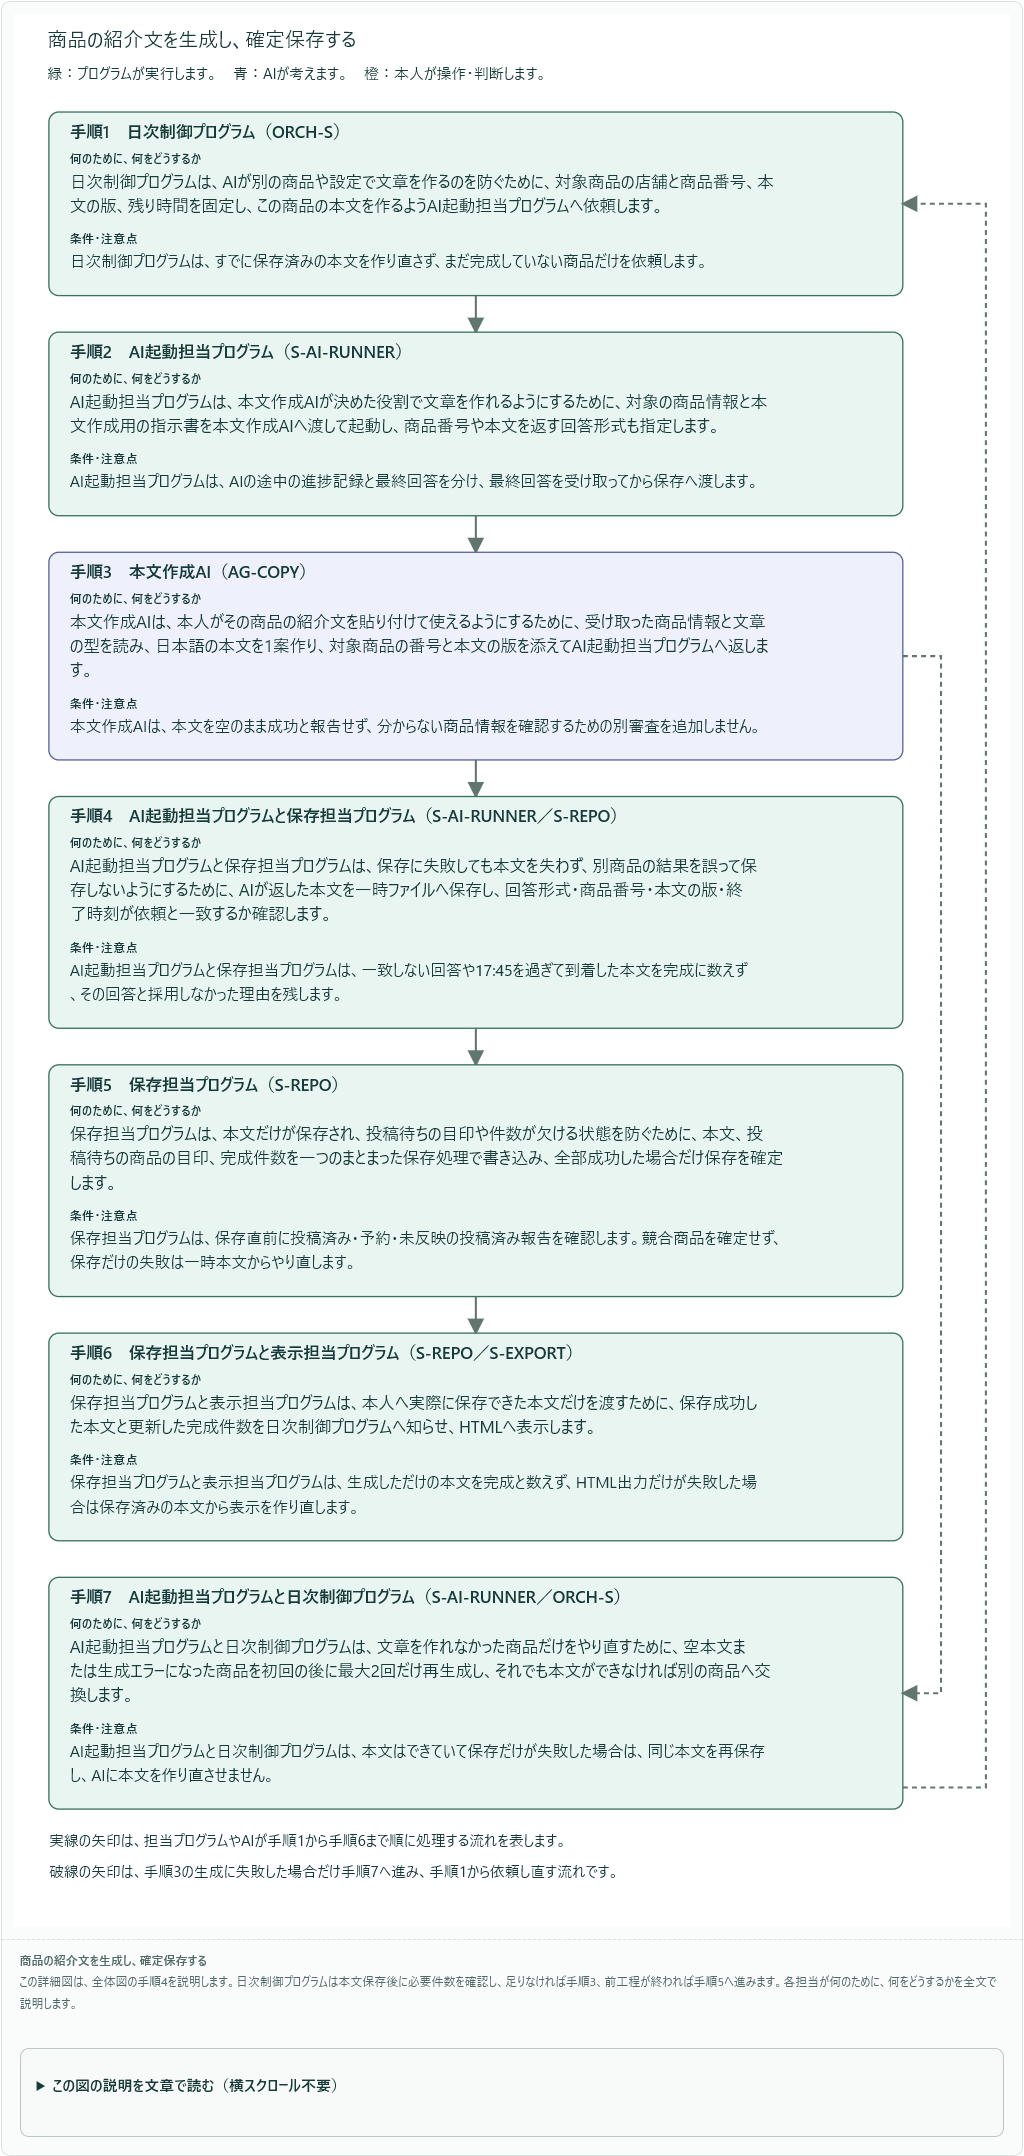 商品の紹介文を生成し、確定保存する
緑：プログラムが実行します。　青：AIが考えます。　橙：本人が操作・判断します。
手順1　日次制御プログラム（ORCH-S）
何のために、何をどうするか
日次制御プログラムは、AIが別の商品や設定で文章を作るのを防ぐために、対象商品の店舗と商品番号、本
文の版、残り時間を固定し、この商品の本文を作るようAI起動担当プログラムへ依頼します。
条件・注意点
日次制御プログラムは、すでに保存済みの本文を作り直さず、まだ完成していない商品だけを依頼します。
手順2　AI起動担当プログラム（S-AI-RUNNER）
何のために、何をどうするか
AI起動担当プログラムは、本文作成AIが決めた役割で文章を作れるようにするために、対象の商品情報と本
文作成用の指示書を本文作成AIへ渡して起動し、商品番号や本文を返す回答形式も指定します。
条件・注意点
AI起動担当プログラムは、AIの途中の進捗記録と最終回答を分け、最終回答を受け取ってから保存へ渡します。
手順3　本文作成AI（AG-COPY）
何のために、何をどうするか
本文作成AIは、本人がその商品の紹介文を貼り付けて使えるようにするために、受け取った商品情報と文章
の型を読み、日本語の本文を1案作り、対象商品の番号と本文の版を添えてAI起動担当プログラムへ返しま
す。
条件・注意点
本文作成AIは、本文を空のまま成功と報告せず、分からない商品情報を確認するための別審査を追加しません。
手順4　AI起動担当プログラムと保存担当プログラム（S-AI-RUNNER／S-REPO）
何のために、何をどうするか
AI起動担当プログラムと保存担当プログラムは、保存に失敗しても本文を失わず、別商品の結果を誤って保
存しないようにするために、AIが返した本文を一時ファイルへ保存し、回答形式・商品番号・本文の版・終
了時刻が依頼と一致するか確認します。
条件・注意点
AI起動担当プログラムと保存担当プログラムは、一致しない回答や17:45を過ぎて到着した本文を完成に数えず
、その回答と採用しなかった理由を残します。
手順5　保存担当プログラム（S-REPO）
何のために、何をどうするか
保存担当プログラムは、本文だけが保存され、投稿待ちの目印や件数が欠ける状態を防ぐために、本文、投
稿待ちの商品の目印、完成件数を一つのまとまった保存処理で書き込み、全部成功した場合だけ保存を確定
します。
条件・注意点
保存担当プログラムは、保存直前に投稿済み・予約・未反映の投稿済み報告を確認します。競合商品を確定せず、
保存だけの失敗は一時本文からやり直します。
手順6　保存担当プログラムと表示担当プログラム（S-REPO／S-EXPORT）
何のために、何をどうするか
保存担当プログラムと表示担当プログラムは、本人へ実際に保存できた本文だけを渡すために、保存成功し
た本文と更新した完成件数を日次制御プログラムへ知らせ、HTMLへ表示します。
条件・注意点
保存担当プログラムと表示担当プログラムは、生成しただけの本文を完成と数えず、HTML出力だけが失敗した場
合は保存済みの本文から表示を作り直します。
手順7　AI起動担当プログラムと日次制御プログラム（S-AI-RUNNER／ORCH-S）
何のために、何をどうするか
AI起動担当プログラムと日次制御プログラムは、文章を作れなかった商品だけをやり直すために、空本文ま
たは生成エラーになった商品を初回の後に最大2回だけ再生成し、それでも本文ができなければ別の商品へ交
換します。
条件・注意点
AI起動担当プログラムと日次制御プログラムは、本文はできていて保存だけが失敗した場合は、同じ本文を再保存
し、AIに本文を作り直させません。
実線の矢印は、担当プログラムやAIが手順1から手順6まで順に処理する流れを表します。
破線の矢印は、手順3の生成に失敗した場合だけ手順7へ進み、手順1から依頼し直す流れです。
商品の紹介文を生成し、確定保存する
この詳細図は、全体図の手順4を説明します。日次制御プログラムは本文保存後に必要件数を確認し、足りなければ手順3、前工程が終われば手順5へ進みます。各担当が何のために、何をどうするかを全文で
説明します。
▶ この図の説明を文章で読む（横スクロール不要）